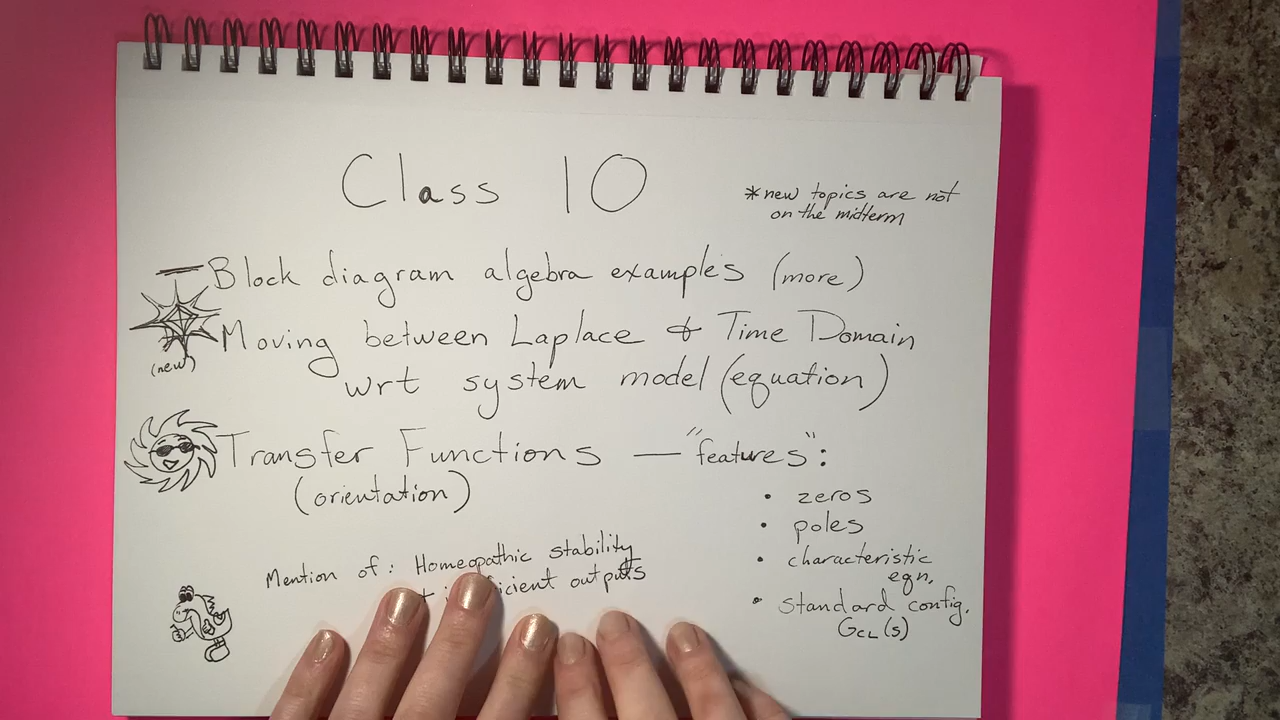 Class 10
*new topics are not
on the midterm
Block diagram algebra examples (more)
(new)
Moving between Laplace & Time Domain
wrt system model (equation)
Transfer Functions — "features":
(orientation)
• zeros
• poles
• characteristic
eqn.
• standard config.
GCL(s)
Mention of: Homeopathic stability
outputs